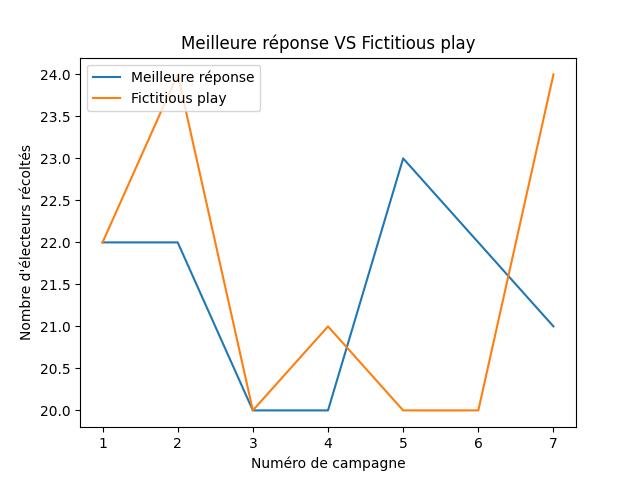 Meilleure réponse VS Fictitious play
Meilleure réponse
Fictitious play
Nombre d'électeurs récoltés
24.0
23.5
23.0
22.5
22.0
21.5
21.0
20.5
20.0
1 2 3 4 5 6 7
Numéro de campagne